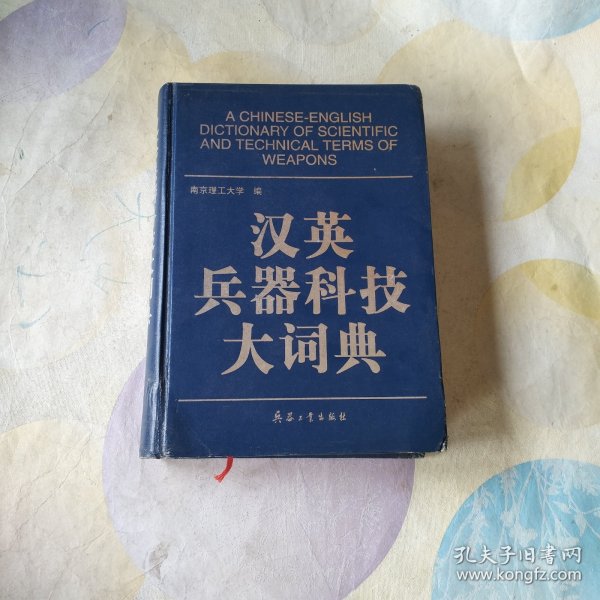 A CHINESE-ENGLISH
DICTIONARY OF SCIENTIFIC
AND TECHNICAL TERMS OF
WEAPONS
南京理工大学 编
汉英
兵器科技
大词典
兵器工业出版社
孔夫子旧书网
www.kongfz.com